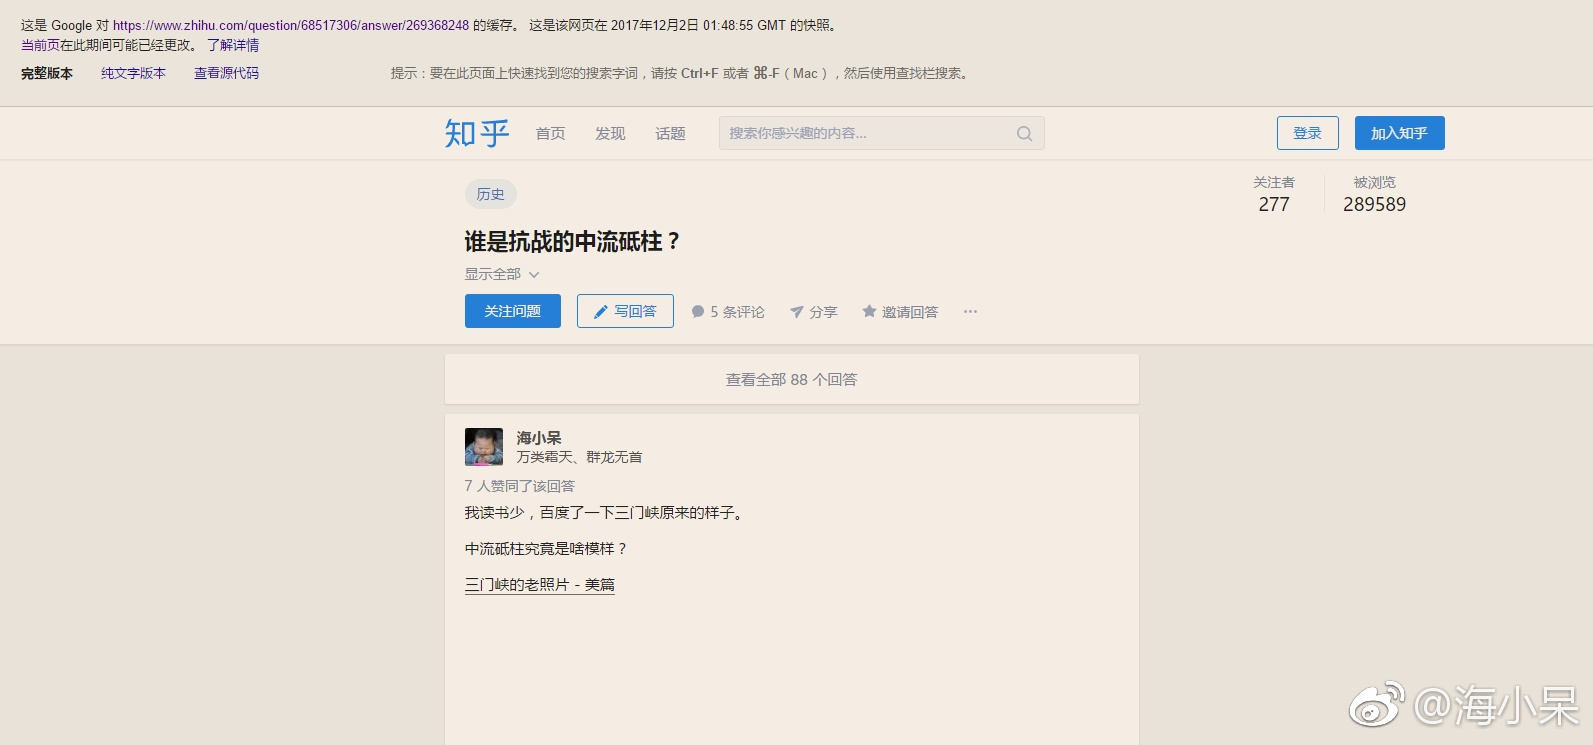 这是 Google 对 https://www.zhihu.com/question/68517306/answer/269368248 的缓存。 这是该网页在 2017年12月2日 01:48:55 GMT 的快照。
当前页在此期间可能已经更改。 了解详情
完整版本 纯文字版本 查看源代码 提示：要在此页面上快速找到您的搜索字词，请按 Ctrl+F 或者 ⌘-F（Mac），然后使用查找栏搜索。
知乎 首页 发现 话题 搜索你感兴趣的内容... 登录 加入知乎
历史 关注者 被浏览
277 289589
谁是抗战的中流砥柱？
显示全部
关注问题 写回答 5 条评论 分享 邀请回答 ···
查看全部 88 个回答
海小呆
万类霜天、群龙无首
7 人赞同了该回答
我读书少，百度了一下三门峡原来的样子。
中流砥柱究竟是啥模样？
三门峡的老照片 - 美篇
@海小呆